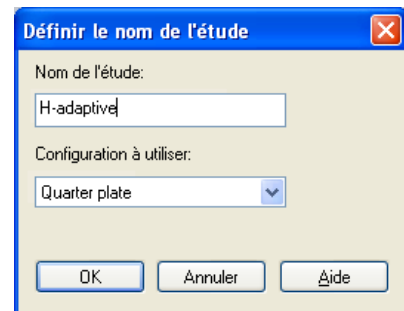 Définir le nom de l'étude
Nom de l'étude:
H-adaptive
Configuration à utiliser:
Quarter plate
OK Annuler Aide